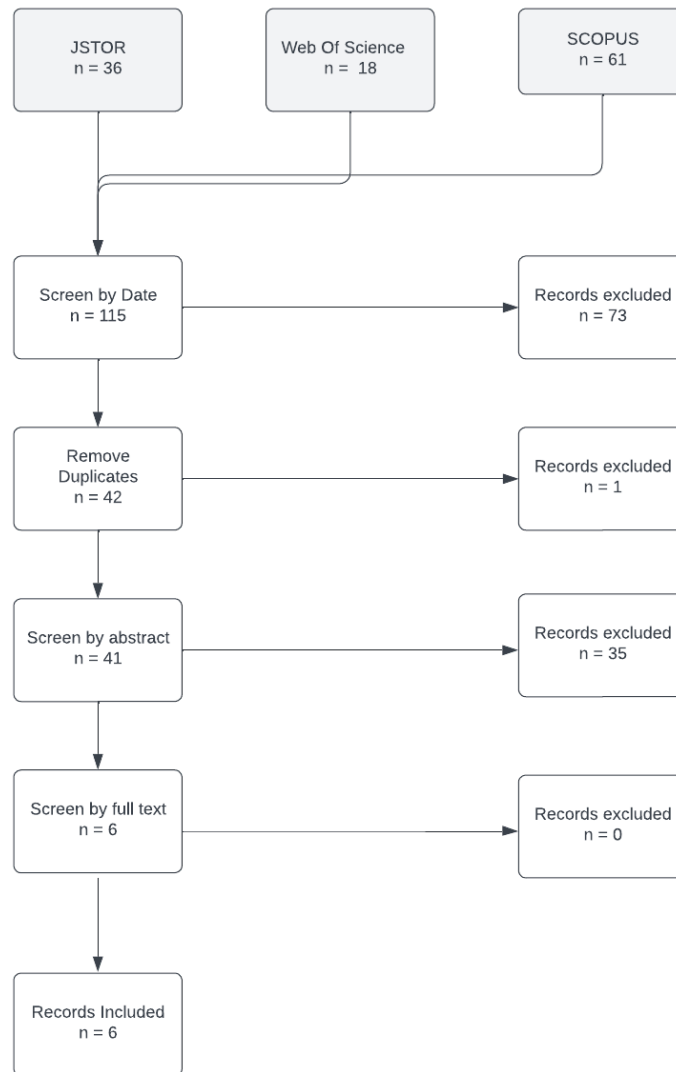 JSTOR
n = 36
Web Of Science
n = 18
SCOPUS
n = 61
Screen by Date
n = 115
Records excluded
n = 73
Remove
Duplicates
n = 42
Records excluded
n = 1
Screen by abstract
n = 41
Records excluded
n = 35
Screen by full text
n = 6
Records excluded
n = 0
Records Included
n = 6